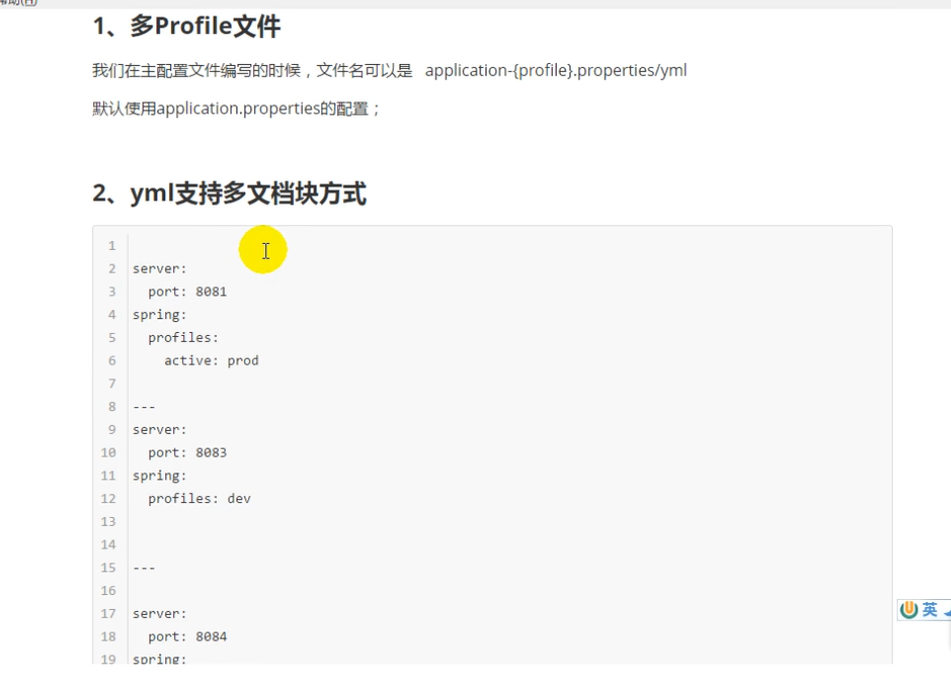 帮助(H)
1、多Profile文件
我们在主配置文件编写的时候，文件名可以是 application-{profile}.properties/yml
默认使用application.properties的配置；
2、yml支持多文档块方式
1
2 server:
3   port: 8081
4 spring:
5   profiles:
6     active: prod
7
8 ---
9 server:
10   port: 8083
11 spring:
12   profiles: dev
13
14
15 ---
16
17 server:
18   port: 8084
19 spring:
英